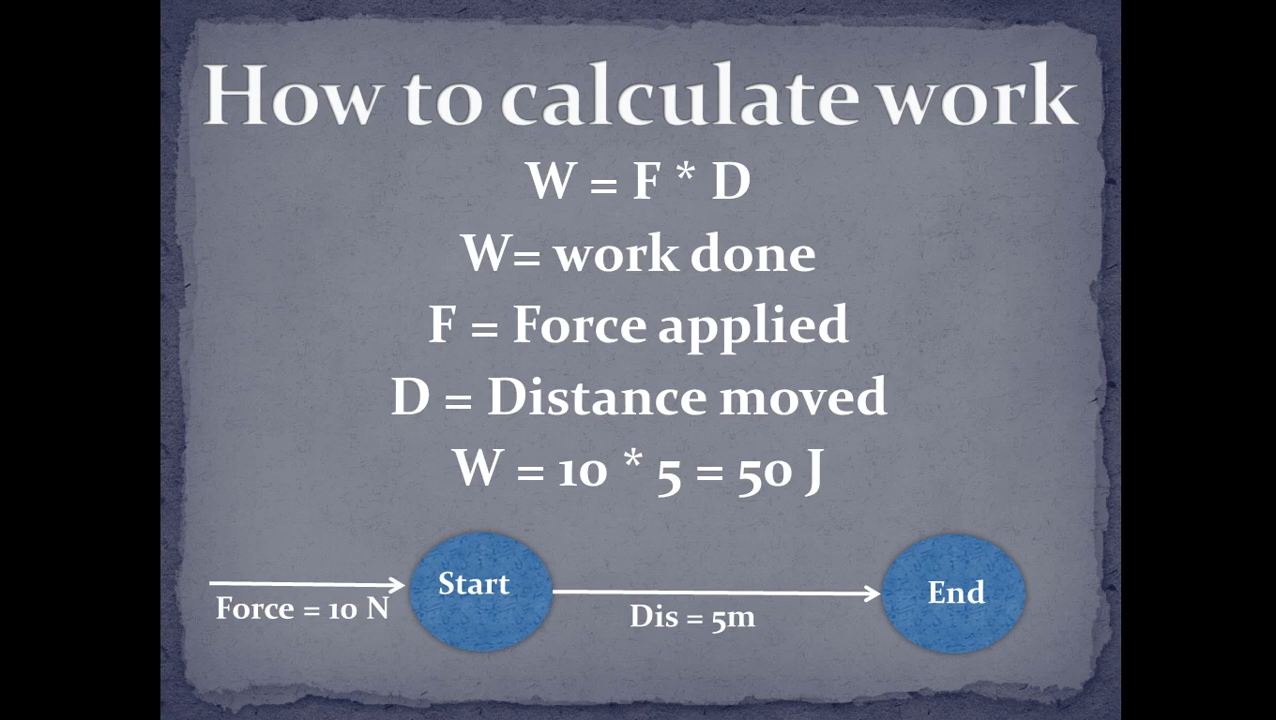 How to calculate work
W = F * D
W= work done
F = Force applied
D = Distance moved
W = 10 * 5 = 50 J
Start
End
Force = 10 N
Dis = 5m